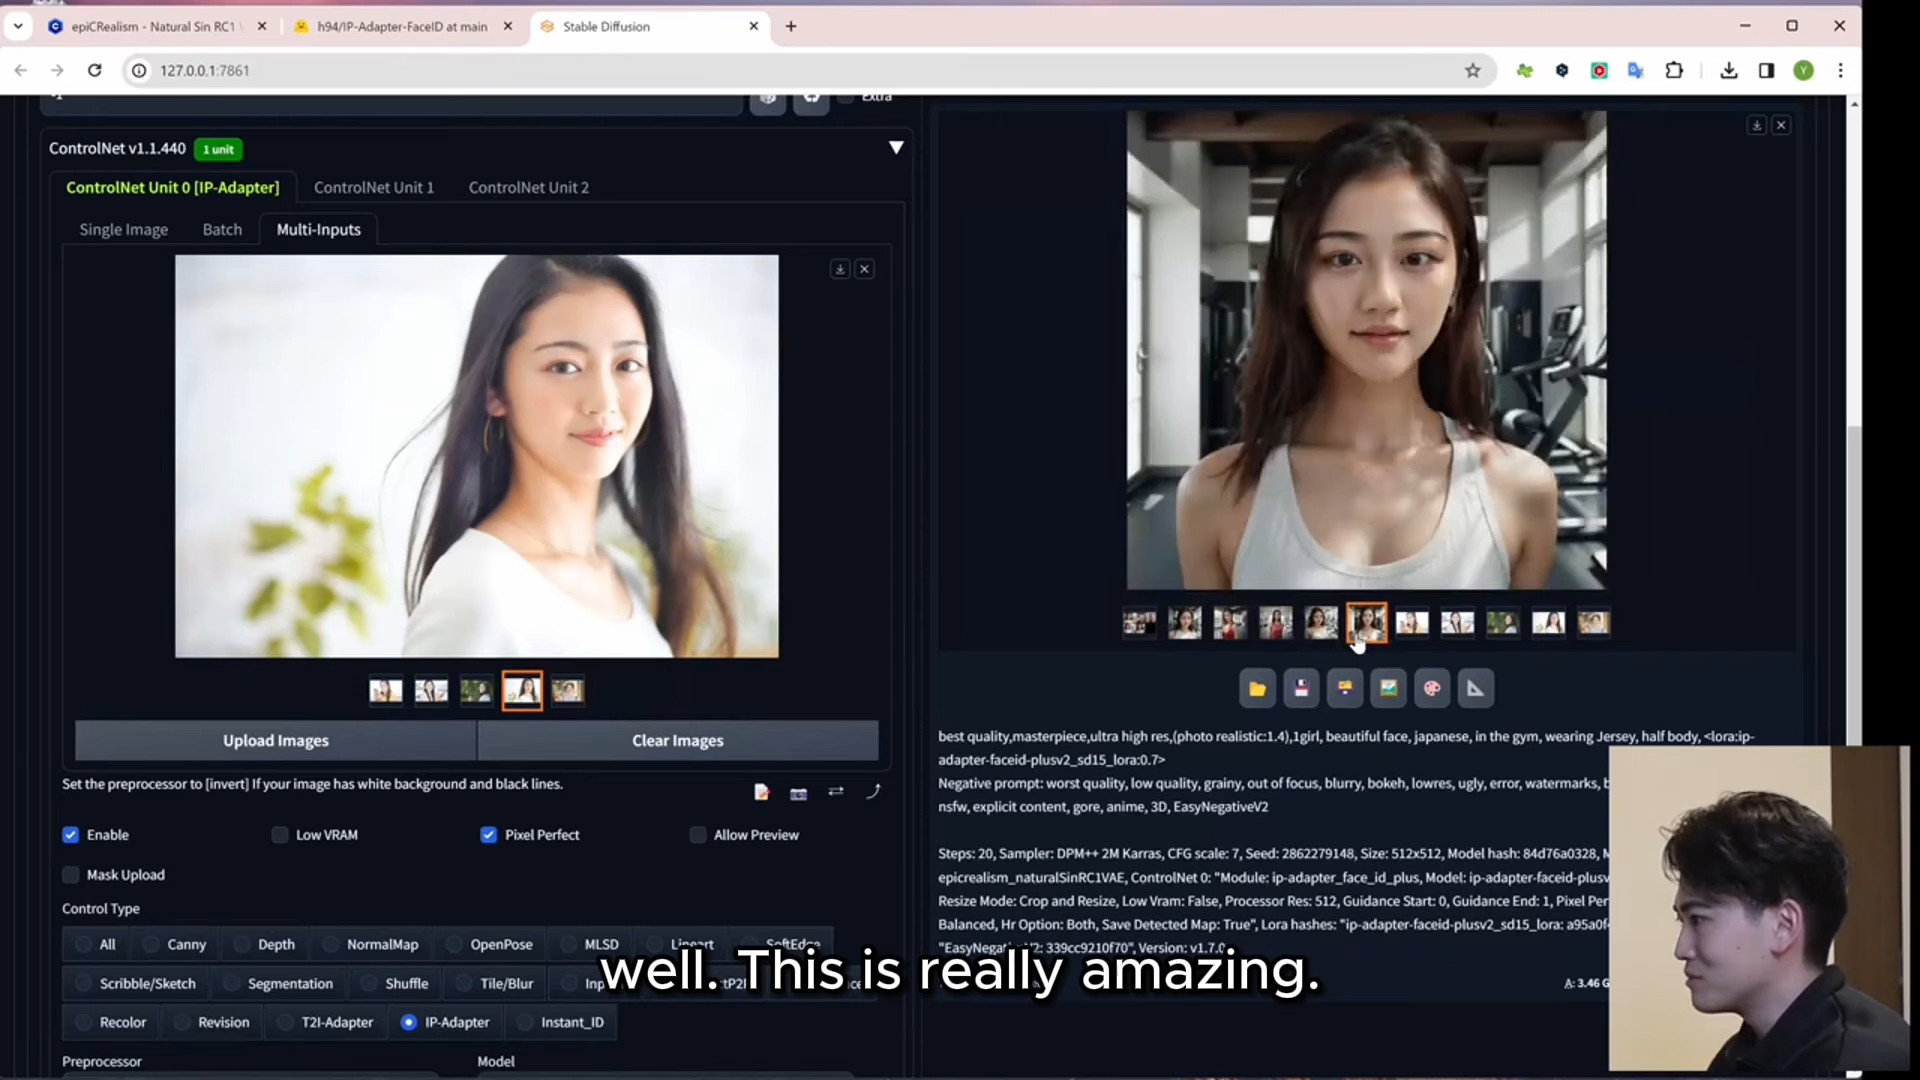 epiCRealism - Natural Sin RC1
h94/IP-Adapter-FaceID at main
Stable Diffusion
127.0.0.1:7861
Y
-1
Extra
ControlNet v1.1.440
1 unit
ControlNet Unit 0 [IP-Adapter]
ControlNet Unit 1
ControlNet Unit 2
Single Image
Batch
Multi-Inputs
Upload Images
Clear Images
Set the preprocessor to [invert] If your image has white background and black lines.
Enable
Low VRAM
Pixel Perfect
Allow Preview
Mask Upload
Control Type
All
Canny
Depth
NormalMap
OpenPose
MLSD
Lineart
SoftEdge
Scribble/Sketch
Segmentation
Shuffle
Tile/Blur
Recolor
Revision
T2I-Adapter
IP-Adapter
Instant_ID
Preprocessor
Model
best quality,masterpiece,ultra high res,(photo realistic:1.4),1girl, beautiful face, japanese, in the gym, wearing Jersey, half body, <lora:ip-
adapter-faceid-plusv2_sd15_lora:0.7>
Negative prompt: worst quality, low quality, grainy, out of focus, blurry, bokeh, lowres, ugly, error, watermarks,
nsfw, explicit content, gore, anime, 3D, EasyNegativeV2
Steps: 20, Sampler: DPM++ 2M Karras, CFG scale: 7, Seed: 2862279148, Size: 512x512, Model hash: 84d76a0328,
epicrealism_naturalSinRC1VAE, ControlNet 0: "Module: ip-adapter_face_id_plus, Model: ip-adapter-faceid-plusv
Resize Mode: Crop and Resize, Low Vram: False, Processor Res: 512, Guidance Start: 0, Guidance End: 1, Pixel Per
Balanced, Hr Option: Both, Save Detected Map: True", Lora hashes: "ip-adapter-faceid-plusv2_sd15_lora: a95a0f
339cc9210f70", Version: v1.7.0
A: 3.46 G
well. This is really amazing.